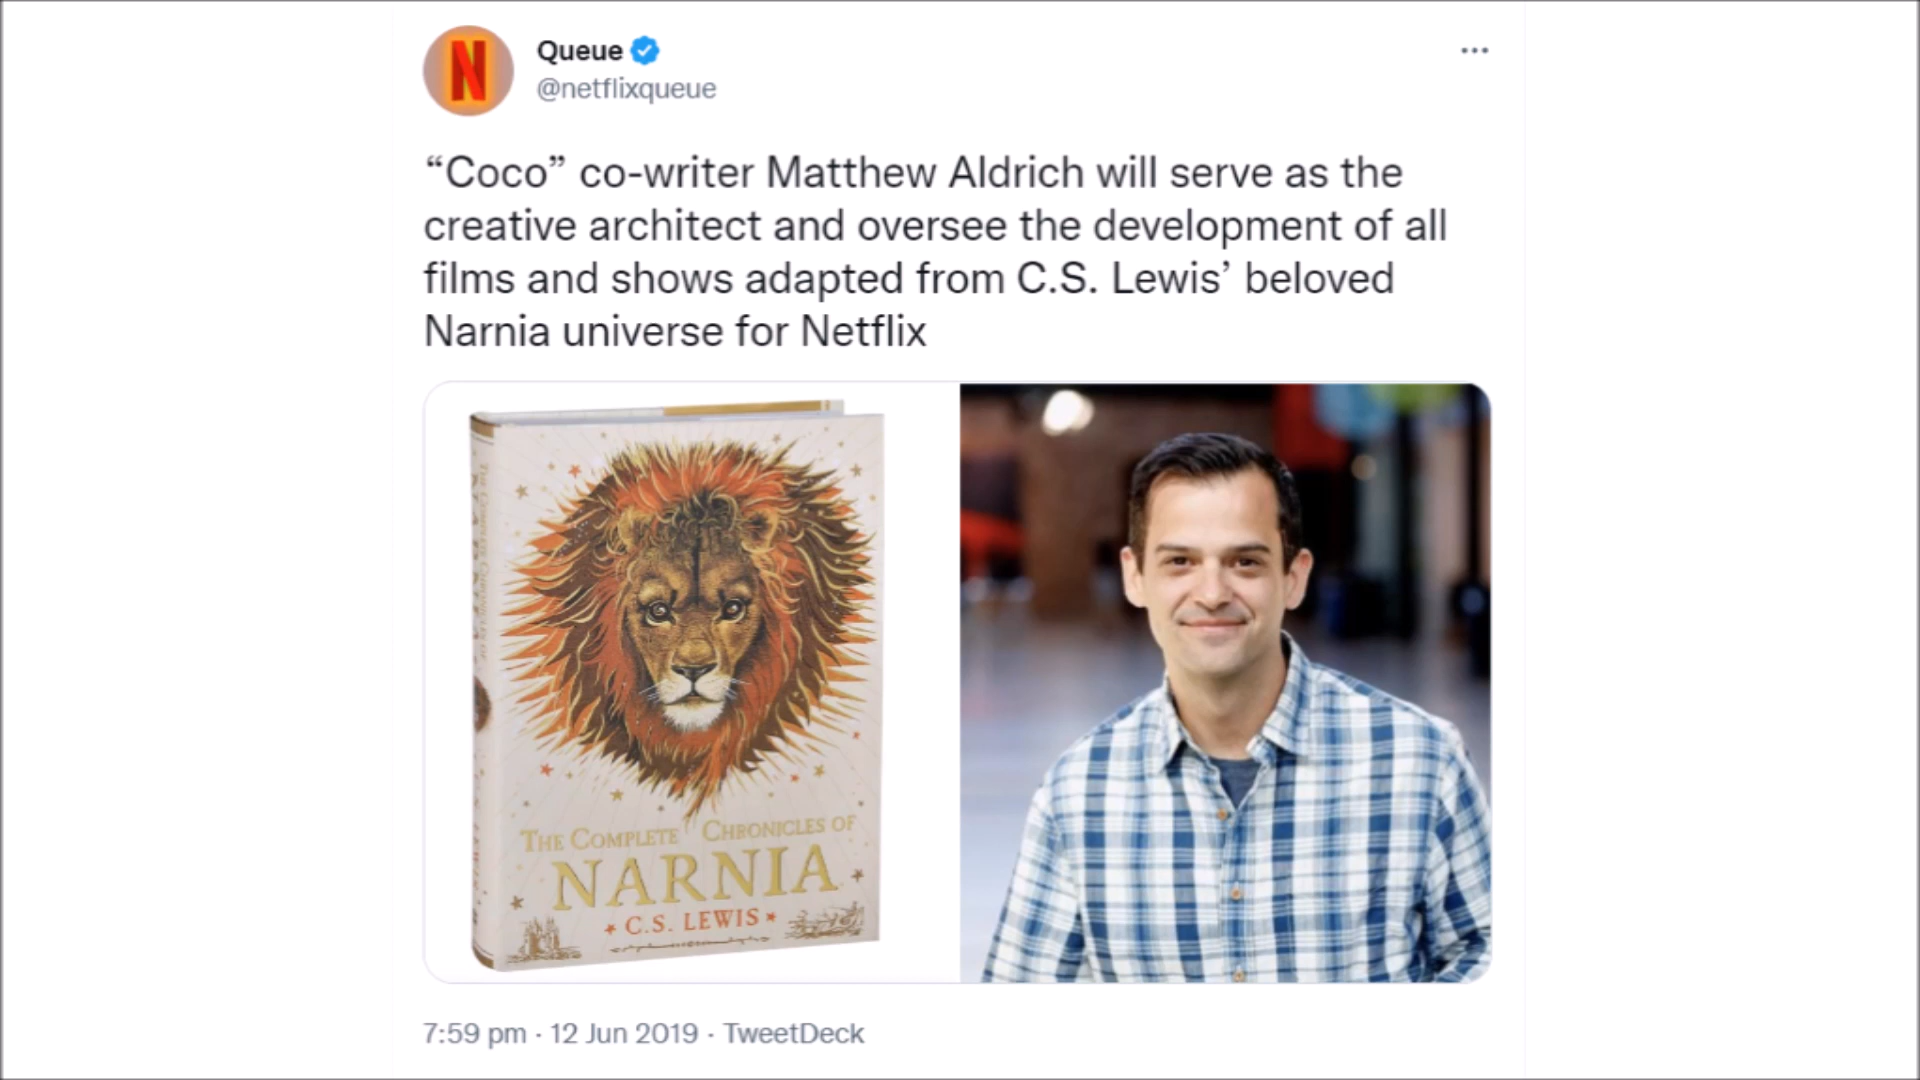 N
Queue
@netflixqueue
“Coco” co-writer Matthew Aldrich will serve as the
creative architect and oversee the development of all
films and shows adapted from C.S. Lewis’ beloved
Narnia universe for Netflix
THE COMPLETE CHRONICLES OF
NARNIA
C.S. LEWIS
7:59 pm · 12 Jun 2019 · TweetDeck